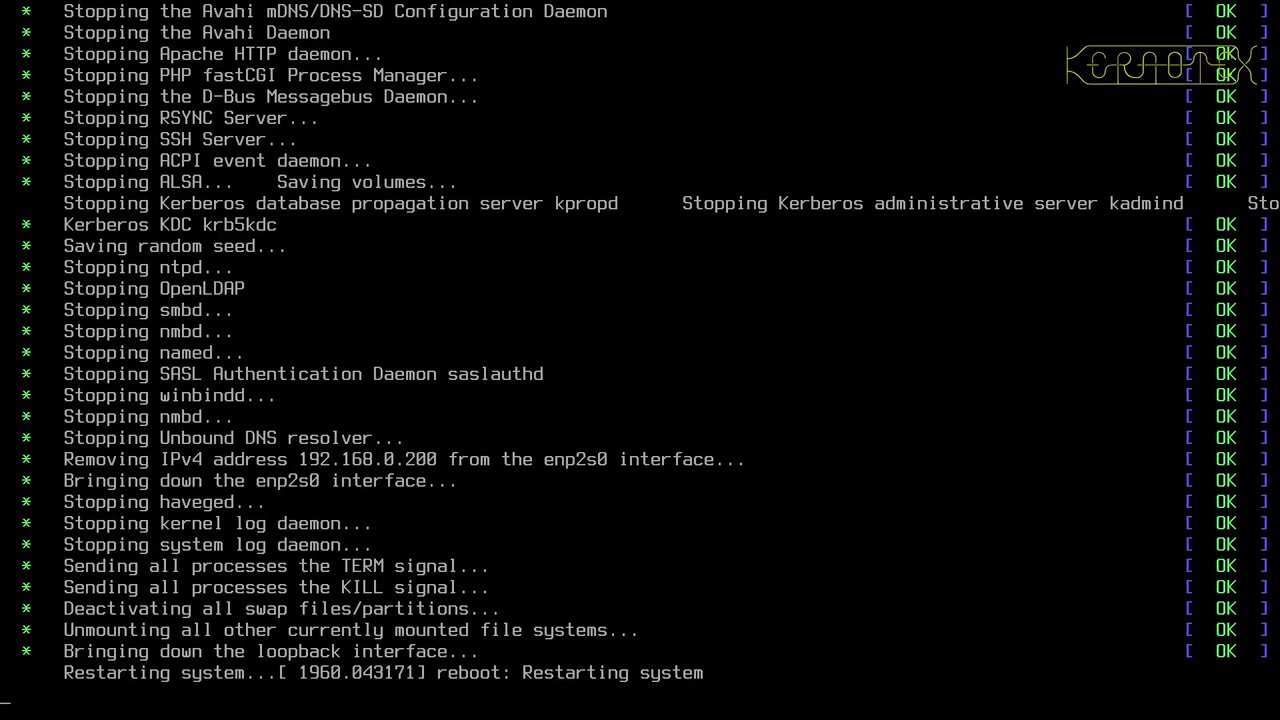 * Stopping the Avahi mDNS/DNS-SD Configuration Daemon [ OK ]
* Stopping the Avahi Daemon [ OK ]
* Stopping Apache HTTP daemon... [ OK ]
* Stopping PHP fastCGI Process Manager... [ OK ]
* Stopping the D-Bus Messagebus Daemon... [ OK ]
* Stopping RSYNC Server... [ OK ]
* Stopping SSH Server... [ OK ]
* Stopping ACPI event daemon... [ OK ]
* Stopping ALSA... Saving volumes... [ OK ]
Stopping Kerberos database propagation server kpropd Stopping Kerberos administrative server kadmind Sto
* Kerberos KDC krb5kdc [ OK ]
* Saving random seed... [ OK ]
* Stopping ntpd... [ OK ]
* Stopping OpenLDAP [ OK ]
* Stopping smbd... [ OK ]
* Stopping nmbd... [ OK ]
* Stopping named... [ OK ]
* Stopping SASL Authentication Daemon saslauthd [ OK ]
* Stopping winbindd... [ OK ]
* Stopping nmbd... [ OK ]
* Stopping Unbound DNS resolver... [ OK ]
* Removing IPv4 address 192.168.0.200 from the enp2s0 interface... [ OK ]
* Bringing down the enp2s0 interface... [ OK ]
* Stopping haveged... [ OK ]
* Stopping kernel log daemon... [ OK ]
* Stopping system log daemon... [ OK ]
* Sending all processes the TERM signal... [ OK ]
* Sending all processes the KILL signal... [ OK ]
* Deactivating all swap files/partitions... [ OK ]
* Unmounting all other currently mounted file systems... [ OK ]
* Bringing down the loopback interface... [ OK ]
Restarting system...[ 1960.043171] reboot: Restarting system